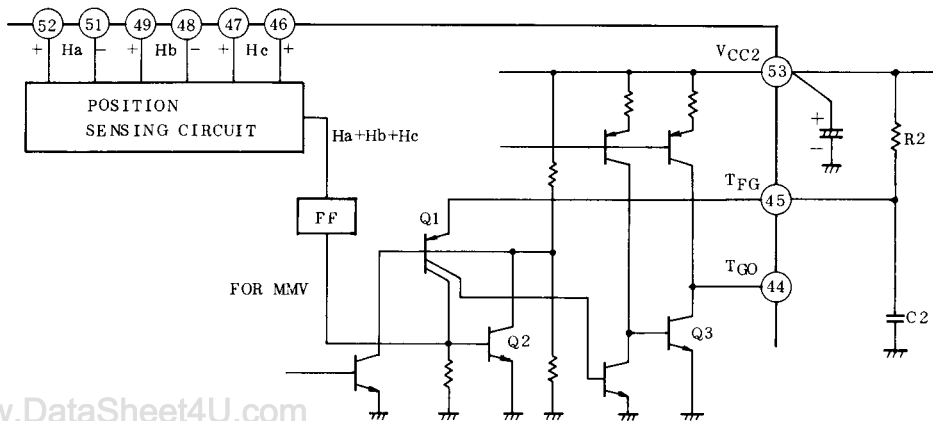 52 51 49 48 47 46
+ Ha - + Hb - + Hc +
VCC2
53
POSITION
SENSING CIRCUIT
Ha+Hb+Hc
+
-
R2
TFG
45
FF
Q1
TGO
44
FOR MMV
C2
Q2
Q3
w.DataSheet4U.com